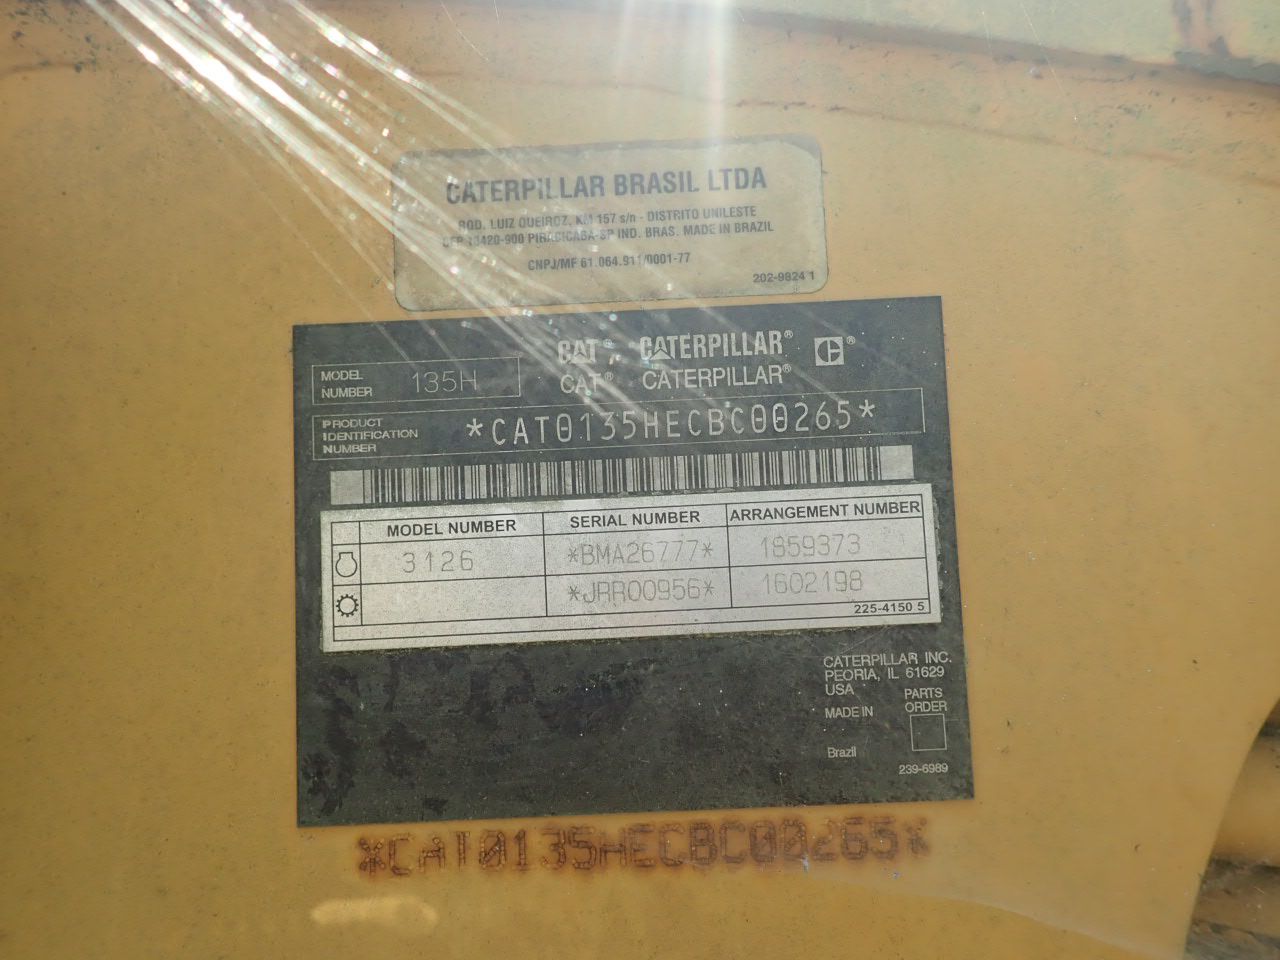 CATERPILLAR BRASIL LTDA
ROD. LUIZ QUEIROZ, KM 157 s/n - DISTRITO UNILESTE
CEP 13420-900 PIRACICABA-SP IND. BRAS. MADE IN BRAZIL
CNPJ/MF 61.064.911/0001-77
202-9824 1
CAT®, CATERPILLAR® ®
CAT® CATERPILLAR®
MODEL NUMBER 135H
PRODUCT IDENTIFICATION NUMBER *CAT0135HECBC00265*
MODEL NUMBER SERIAL NUMBER ARRANGEMENT NUMBER
3126 *BMA26777* 1859373
*JRR00956* 1602198
225-4150 5
CATERPILLAR INC.
PEORIA, IL 61629
USA
PARTS ORDER
MADE IN
Brazil
239-6989
*CAT0135HECBC00265*